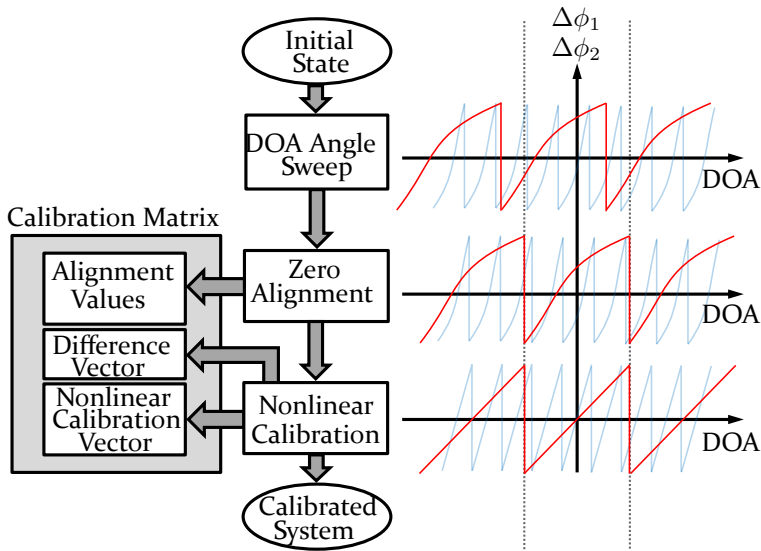 Initial
State
DOA Angle
Sweep
Calibration Matrix
Alignment
Values
Zero
Alignment
Difference
Vector
Nonlinear
Calibration
Vector
Nonlinear
Calibration
Calibrated
System
Δϕ₁
Δϕ₂
DOA
DOA
DOA